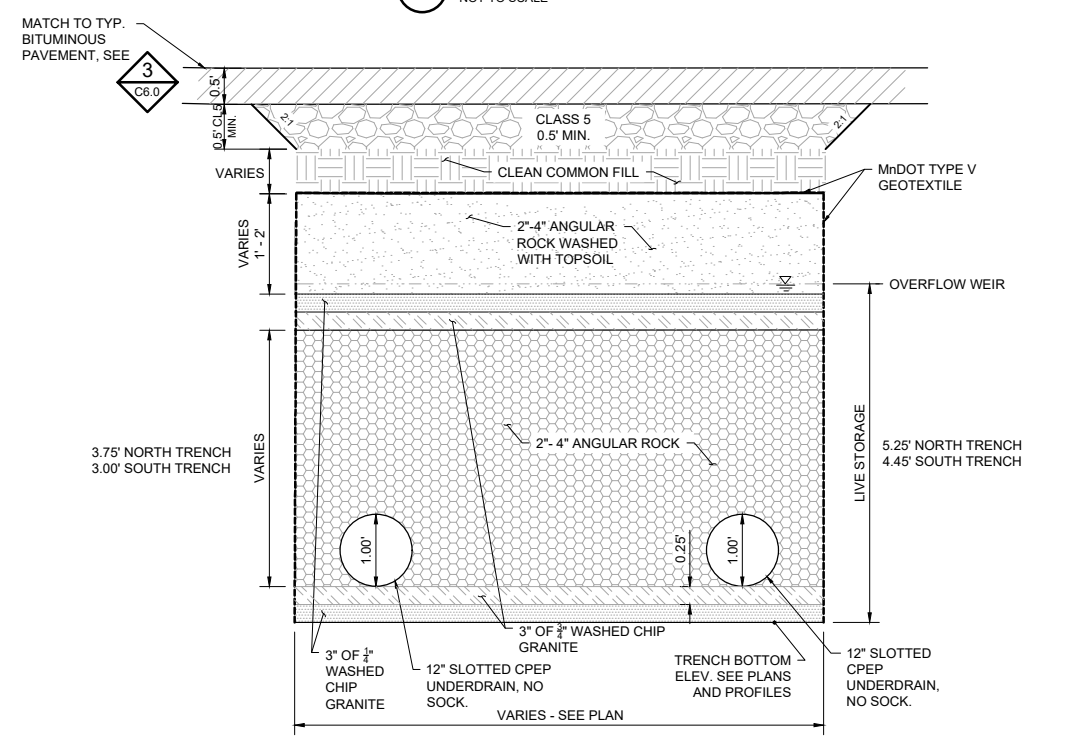 NOT TO SCALE
MATCH TO TYP.
BITUMINOUS
PAVEMENT, SEE
3
C6.0
0.5'
0.5' CL 5
MIN.
2:1
CLASS 5
0.5' MIN.
2:1
VARIES
CLEAN COMMON FILL
MnDOT TYPE V
GEOTEXTILE
VARIES
1' - 2'
2"-4" ANGULAR
ROCK WASHED
WITH TOPSOIL
OVERFLOW WEIR
3.75' NORTH TRENCH
3.00' SOUTH TRENCH
VARIES
2"- 4" ANGULAR ROCK
LIVE STORAGE
5.25' NORTH TRENCH
4.45' SOUTH TRENCH
1.00'
0.25'
1.00'
3" OF 1/4"
WASHED
CHIP
GRANITE
12" SLOTTED CPEP
UNDERDRAIN, NO
SOCK.
3" OF 3/4" WASHED CHIP
GRANITE
TRENCH BOTTOM
ELEV. SEE PLANS
AND PROFILES
12" SLOTTED
CPEP
UNDERDRAIN,
NO SOCK.
VARIES - SEE PLAN